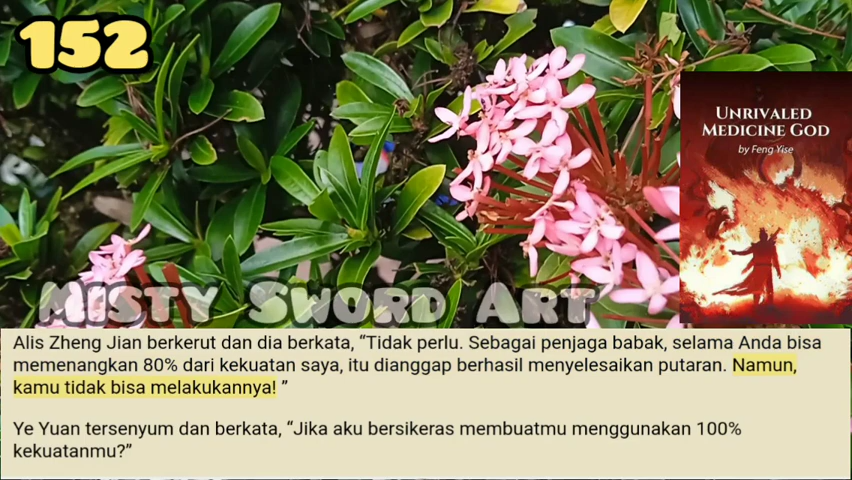 152
UNRIVALED
MEDICINE GOD
by Feng Yise
MISTY SWORD ART
Alis Zheng Jian berkerut dan dia berkata, “Tidak perlu. Sebagai penjaga babak, selama Anda bisa
memenangkan 80% dari kekuatan saya, itu dianggap berhasil menyelesaikan putaran. Namun,
kamu tidak bisa melakukannya! ”
Ye Yuan tersenyum dan berkata, “Jika aku bersikeras membuatmu menggunakan 100%
kekuatanmu?”